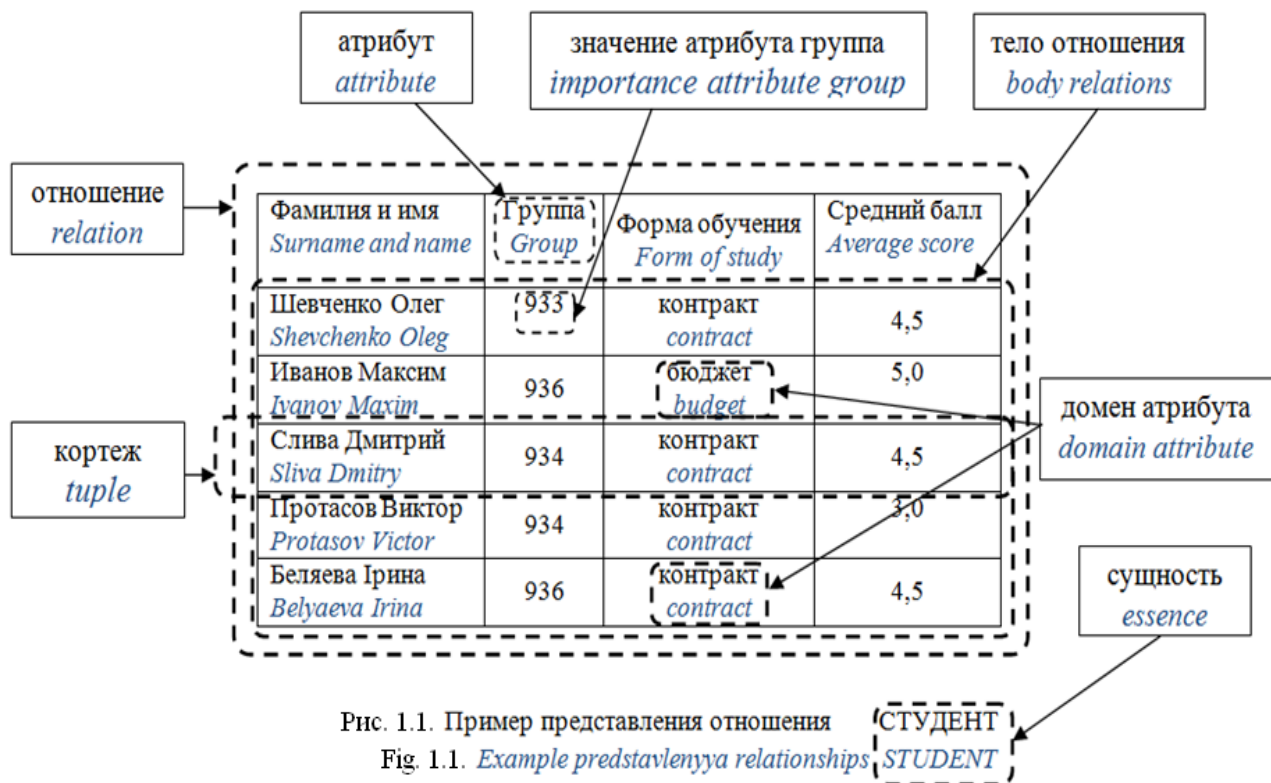 атрибут
attribute
значение атрибута группа
importance attribute group
тело отношения
body relations
отношение
relation
Фамилия и имя
Surname and name
Группа
Group
Форма обучения
Form of study
Средний балл
Average score
Шевченко Олег
Shevchenko Oleg
933
контракт
contract
4,5
Иванов Максим
Ivanov Maxim
936
бюджет
budget
5,0
домен атрибута
domain attribute
кортеж
tuple
Слива Дмитрий
Sliva Dmitry
934
контракт
contract
4,5
Протасов Виктор
Protasov Victor
934
контракт
contract
3,0
Беляева Ірина
Belyaeva Irina
936
контракт
contract
4,5
сущность
essence
Рис. 1.1. Пример представления отношения СТУДЕНТ
Fig. 1.1. Example predstavlenyya relationships STUDENT